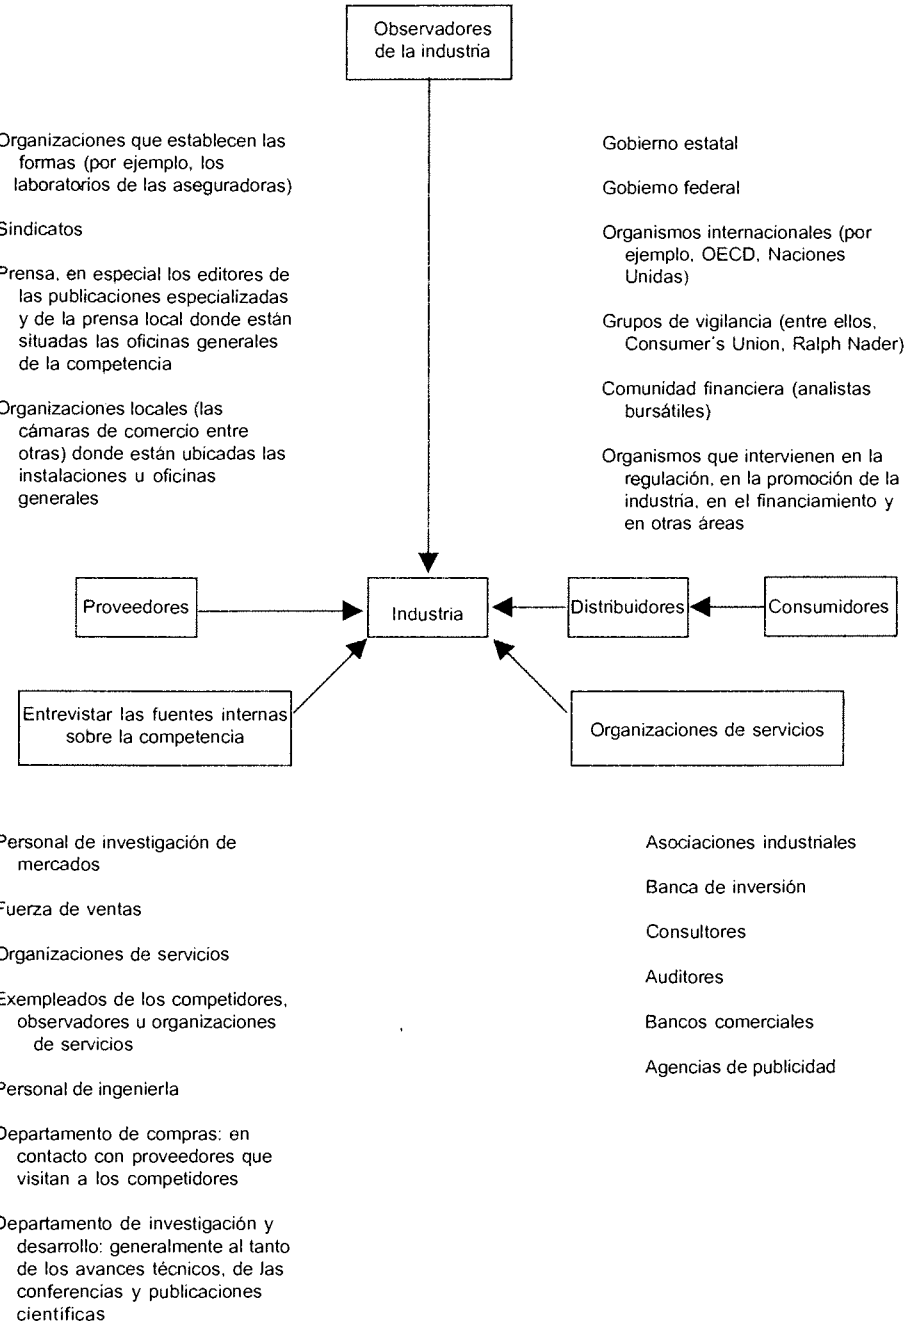 Observadores
de la industria
Organizaciones que establecen las
formas (por ejemplo, los
laboratorios de las aseguradoras)
Sindicatos
Prensa, en especial los editores de
las publicaciones especializadas
y de la prensa local donde están
situadas las oficinas generales
de la competencia
Organizaciones locales (las
cámaras de comercio entre
otras) donde están ubicadas las
instalaciones u oficinas
generales
Gobierno estatal
Gobierno federal
Organismos internacionales (por
ejemplo, OECD, Naciones
Unidas)
Grupos de vigilancia (entre ellos,
Consumer's Union, Ralph Nader)
Comunidad financiera (analistas
bursátiles)
Organismos que intervienen en la
regulación, en la promoción de la
industria, en el financiamiento y
en otras áreas
Proveedores
Industria
Distribuidores
Consumidores
Entrevistar las fuentes internas
sobre la competencia
Organizaciones de servicios
Personal de investigación de
mercados
Fuerza de ventas
Organizaciones de servicios
Exempleados de los competidores,
observadores u organizaciones
de servicios
Personal de ingeniería
Departamento de compras: en
contacto con proveedores que
visitan a los competidores
Departamento de investigación y
desarrollo: generalmente al tanto
de los avances técnicos, de las
conferencias y publicaciones
científicas
Asociaciones industriales
Banca de inversión
Consultores
Auditores
Bancos comerciales
Agencias de publicidad